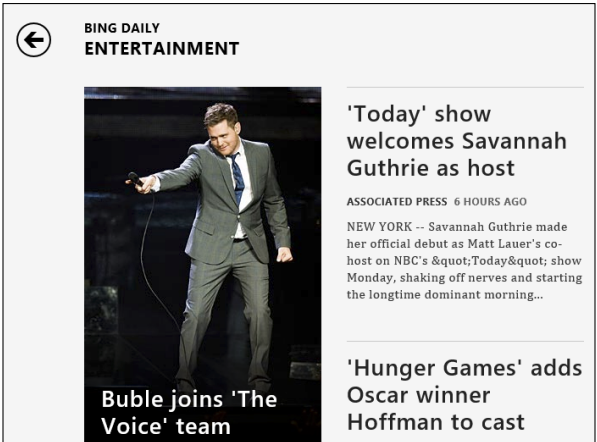 BING DAILY
ENTERTAINMENT
Buble joins 'The
Voice' team
'Today' show
welcomes Savannah
Guthrie as host
ASSOCIATED PRESS 6 HOURS AGO
NEW YORK -- Savannah Guthrie made
her official debut as Matt Lauer's co-
host on NBC's &quot;Today&quot; show
Monday, shaking off nerves and starting
the longtime dominant morning...
'Hunger Games' adds
Oscar winner
Hoffman to cast